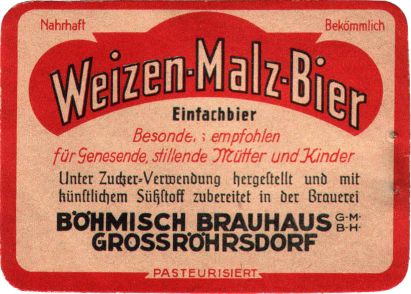 Nahrhaft
Bekömmlich
Weizen-Malz-Bier
Einfachbier
empfohlen
für Genesende, stillende Mütter und Kinder
Unter Zucker-Verwendung hergestellt und mit
künstlichem Süßstoff zubereitet in der Brauerei
BÖHMISCH BRAUHAUS G·M·B·H·
GROSSRÖHRSDORF
PASTEURISIERT